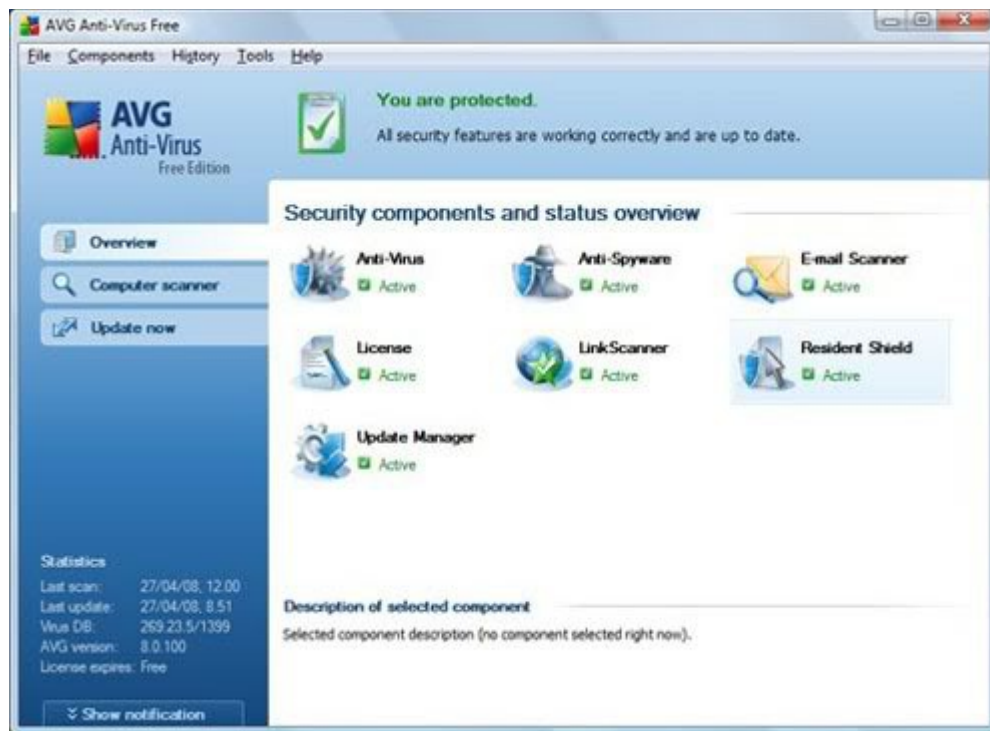 AVG Anti-Virus Free
File Components History Tools Help
AVG
Anti-Virus
Free Edition
You are protected.
All security features are working correctly and are up to date.
Overview
Computer scanner
Update now
Security components and status overview
Anti-Virus
Active
Anti-Spyware
Active
E-mail Scanner
Active
License
Active
LinkScanner
Active
Resident Shield
Active
Update Manager
Active
Statistics
Last scan: 27/04/08, 12.00
Last update: 27/04/08, 8.51
Virus DB: 269.23.5/1399
AVG version: 8.0.100
License expires: Free
Show notification
Description of selected component
Selected component description (no component selected right now).